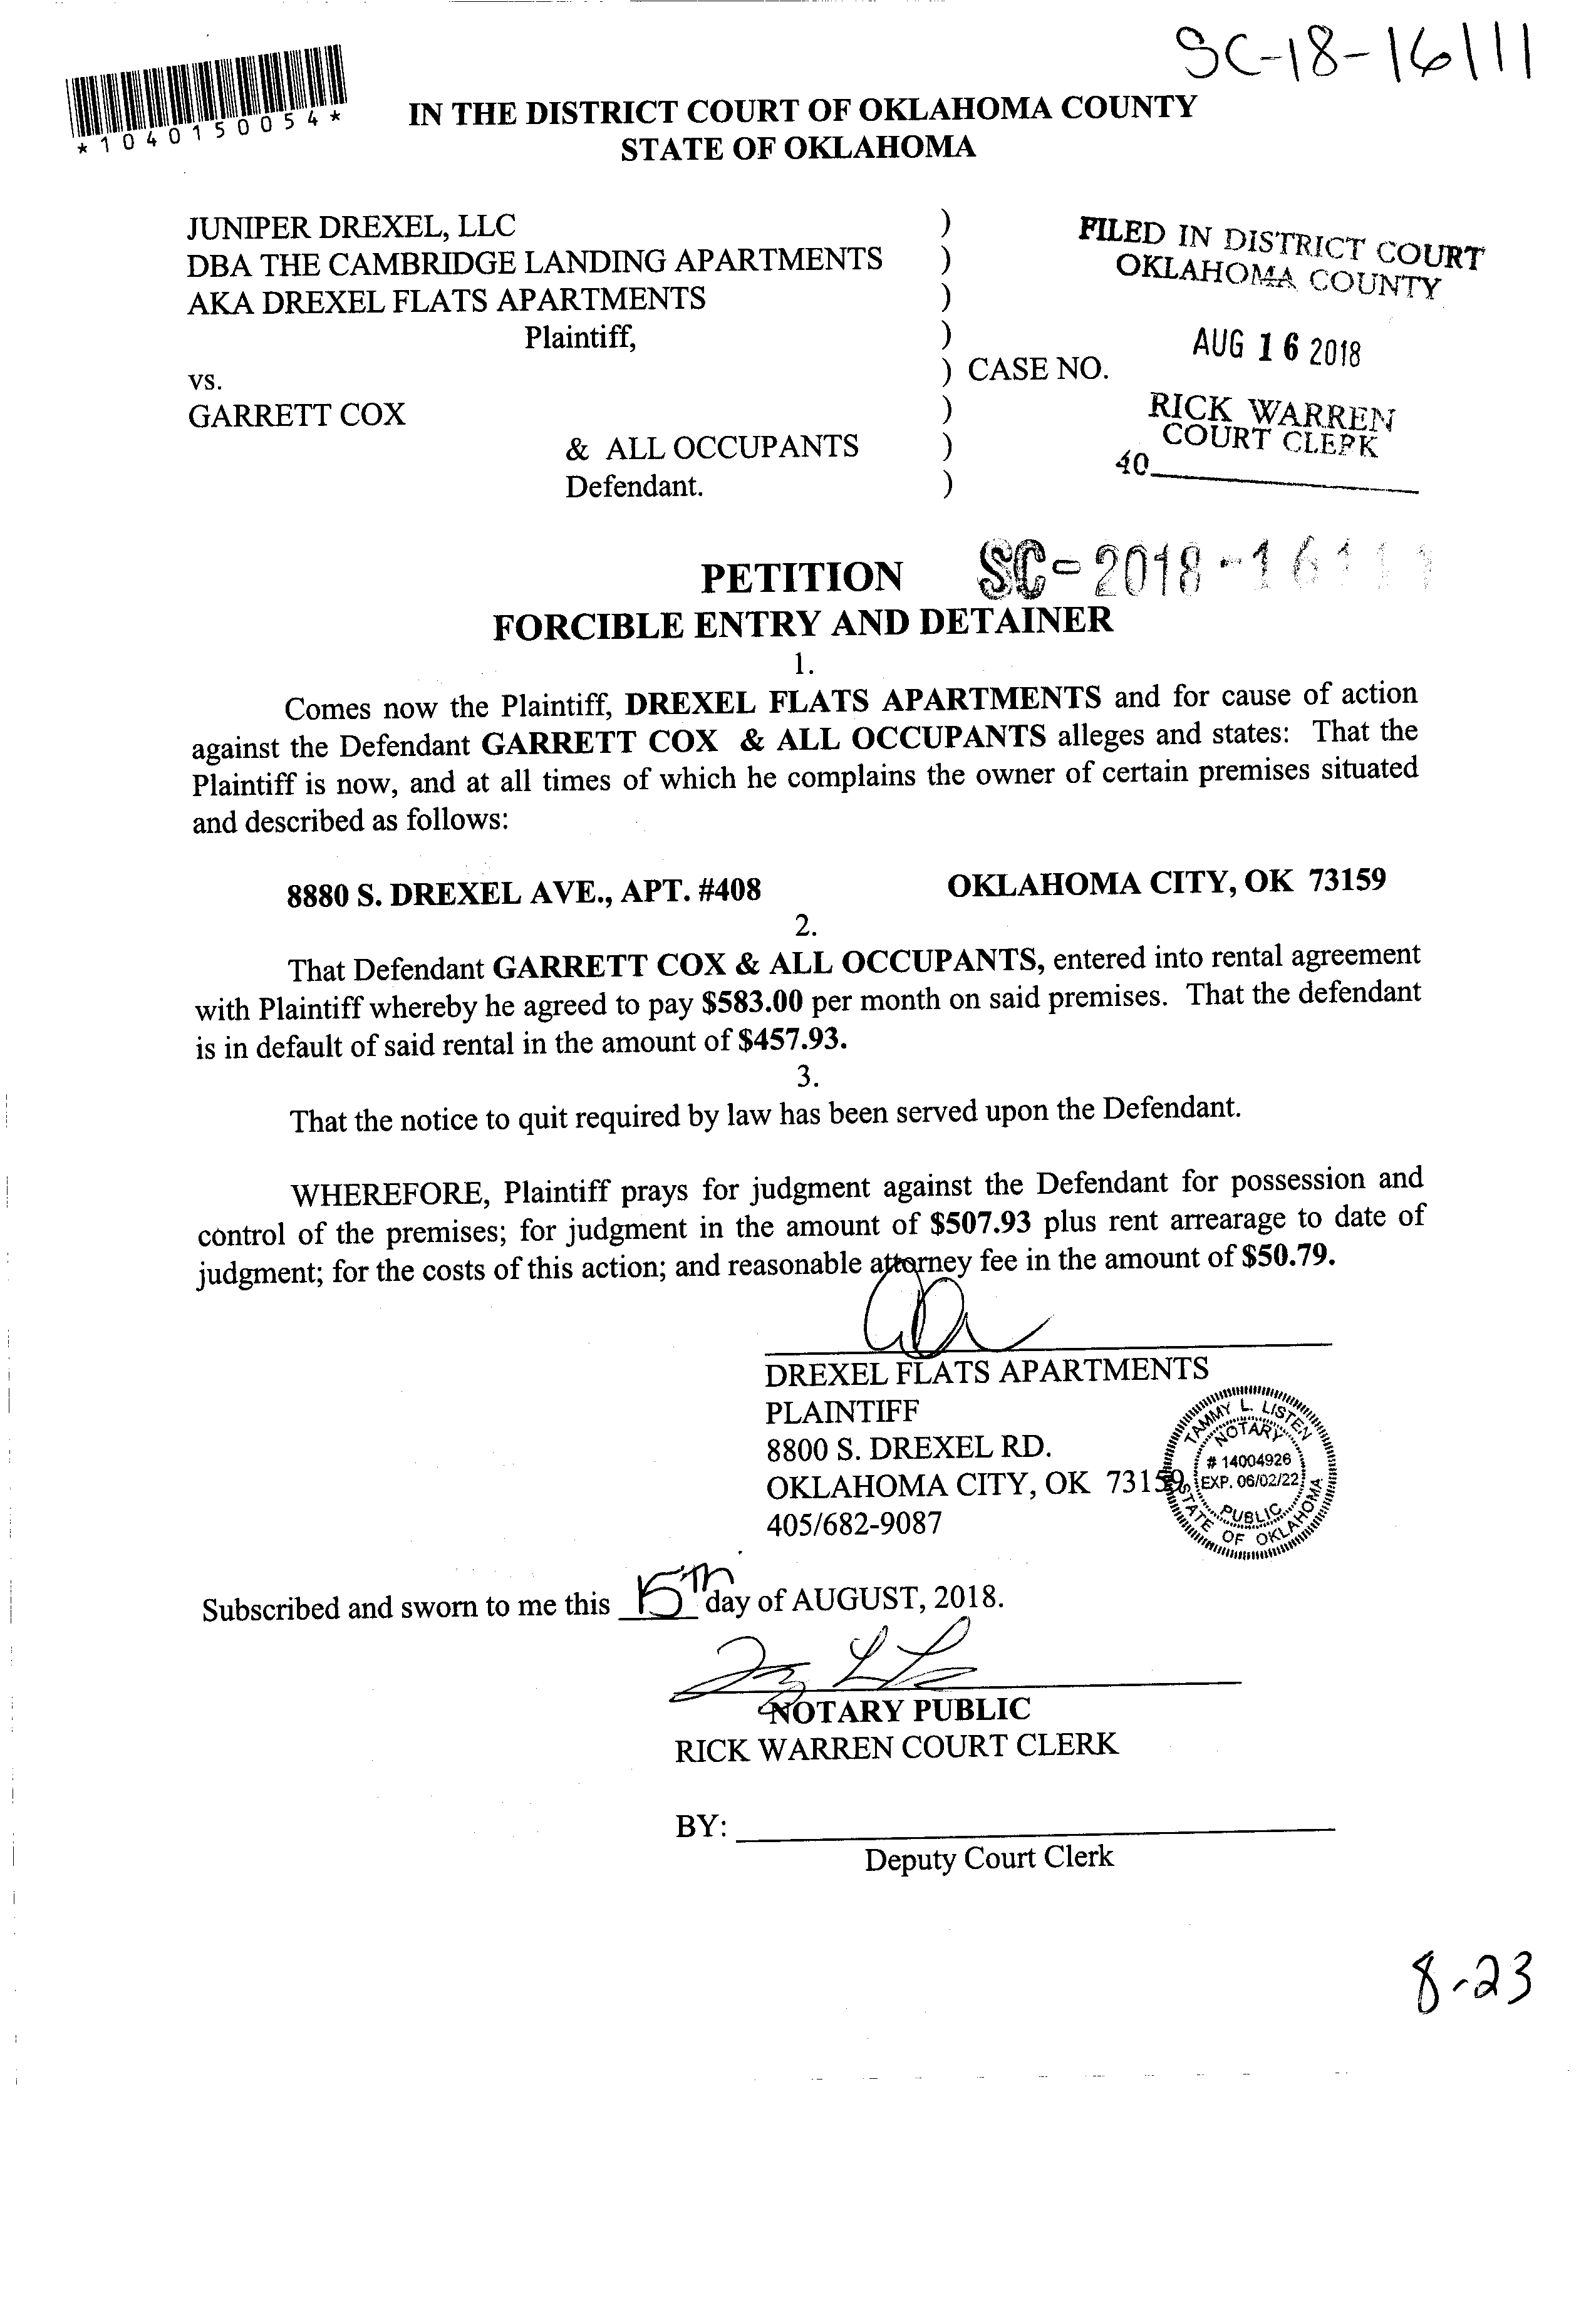 SC-18-16111
*1040150054*
IN THE DISTRICT COURT OF OKLAHOMA COUNTY
STATE OF OKLAHOMA
JUNIPER DREXEL, LLC )
DBA THE CAMBRIDGE LANDING APARTMENTS )
AKA DREXEL FLATS APARTMENTS )
Plaintiff, )
vs. ) CASE NO.
GARRETT COX )
& ALL OCCUPANTS )
Defendant. )
FILED IN DISTRICT COURT
OKLAHOMA COUNTY
AUG 16 2018
RICK WARREN
COURT CLERK
40
PETITION SC-2018-16111
FORCIBLE ENTRY AND DETAINER
1.
Comes now the Plaintiff, DREXEL FLATS APARTMENTS and for cause of action
against the Defendant GARRETT COX & ALL OCCUPANTS alleges and states: That the
Plaintiff is now, and at all times of which he complains the owner of certain premises situated
and described as follows:
8880 S. DREXEL AVE., APT. #408 OKLAHOMA CITY, OK 73159
2.
That Defendant GARRETT COX & ALL OCCUPANTS, entered into rental agreement
with Plaintiff whereby he agreed to pay $583.00 per month on said premises. That the defendant
is in default of said rental in the amount of $457.93.
3.
That the notice to quit required by law has been served upon the Defendant.
WHEREFORE, Plaintiff prays for judgment against the Defendant for possession and
control of the premises; for judgment in the amount of $507.93 plus rent arrearage to date of
judgment; for the costs of this action; and reasonable attorney fee in the amount of $50.79.
DREXEL FLATS APARTMENTS
PLAINTIFF
8800 S. DREXEL RD.
OKLAHOMA CITY, OK 73159
405/682-9087
TAMMY L. LISTEN
NOTARY
# 14004926
EXP. 06/02/22
PUBLIC
STATE OF OKLAHOMA
Subscribed and sworn to me this 15th day of AUGUST, 2018.
NOTARY PUBLIC
RICK WARREN COURT CLERK
BY:
Deputy Court Clerk
8-23